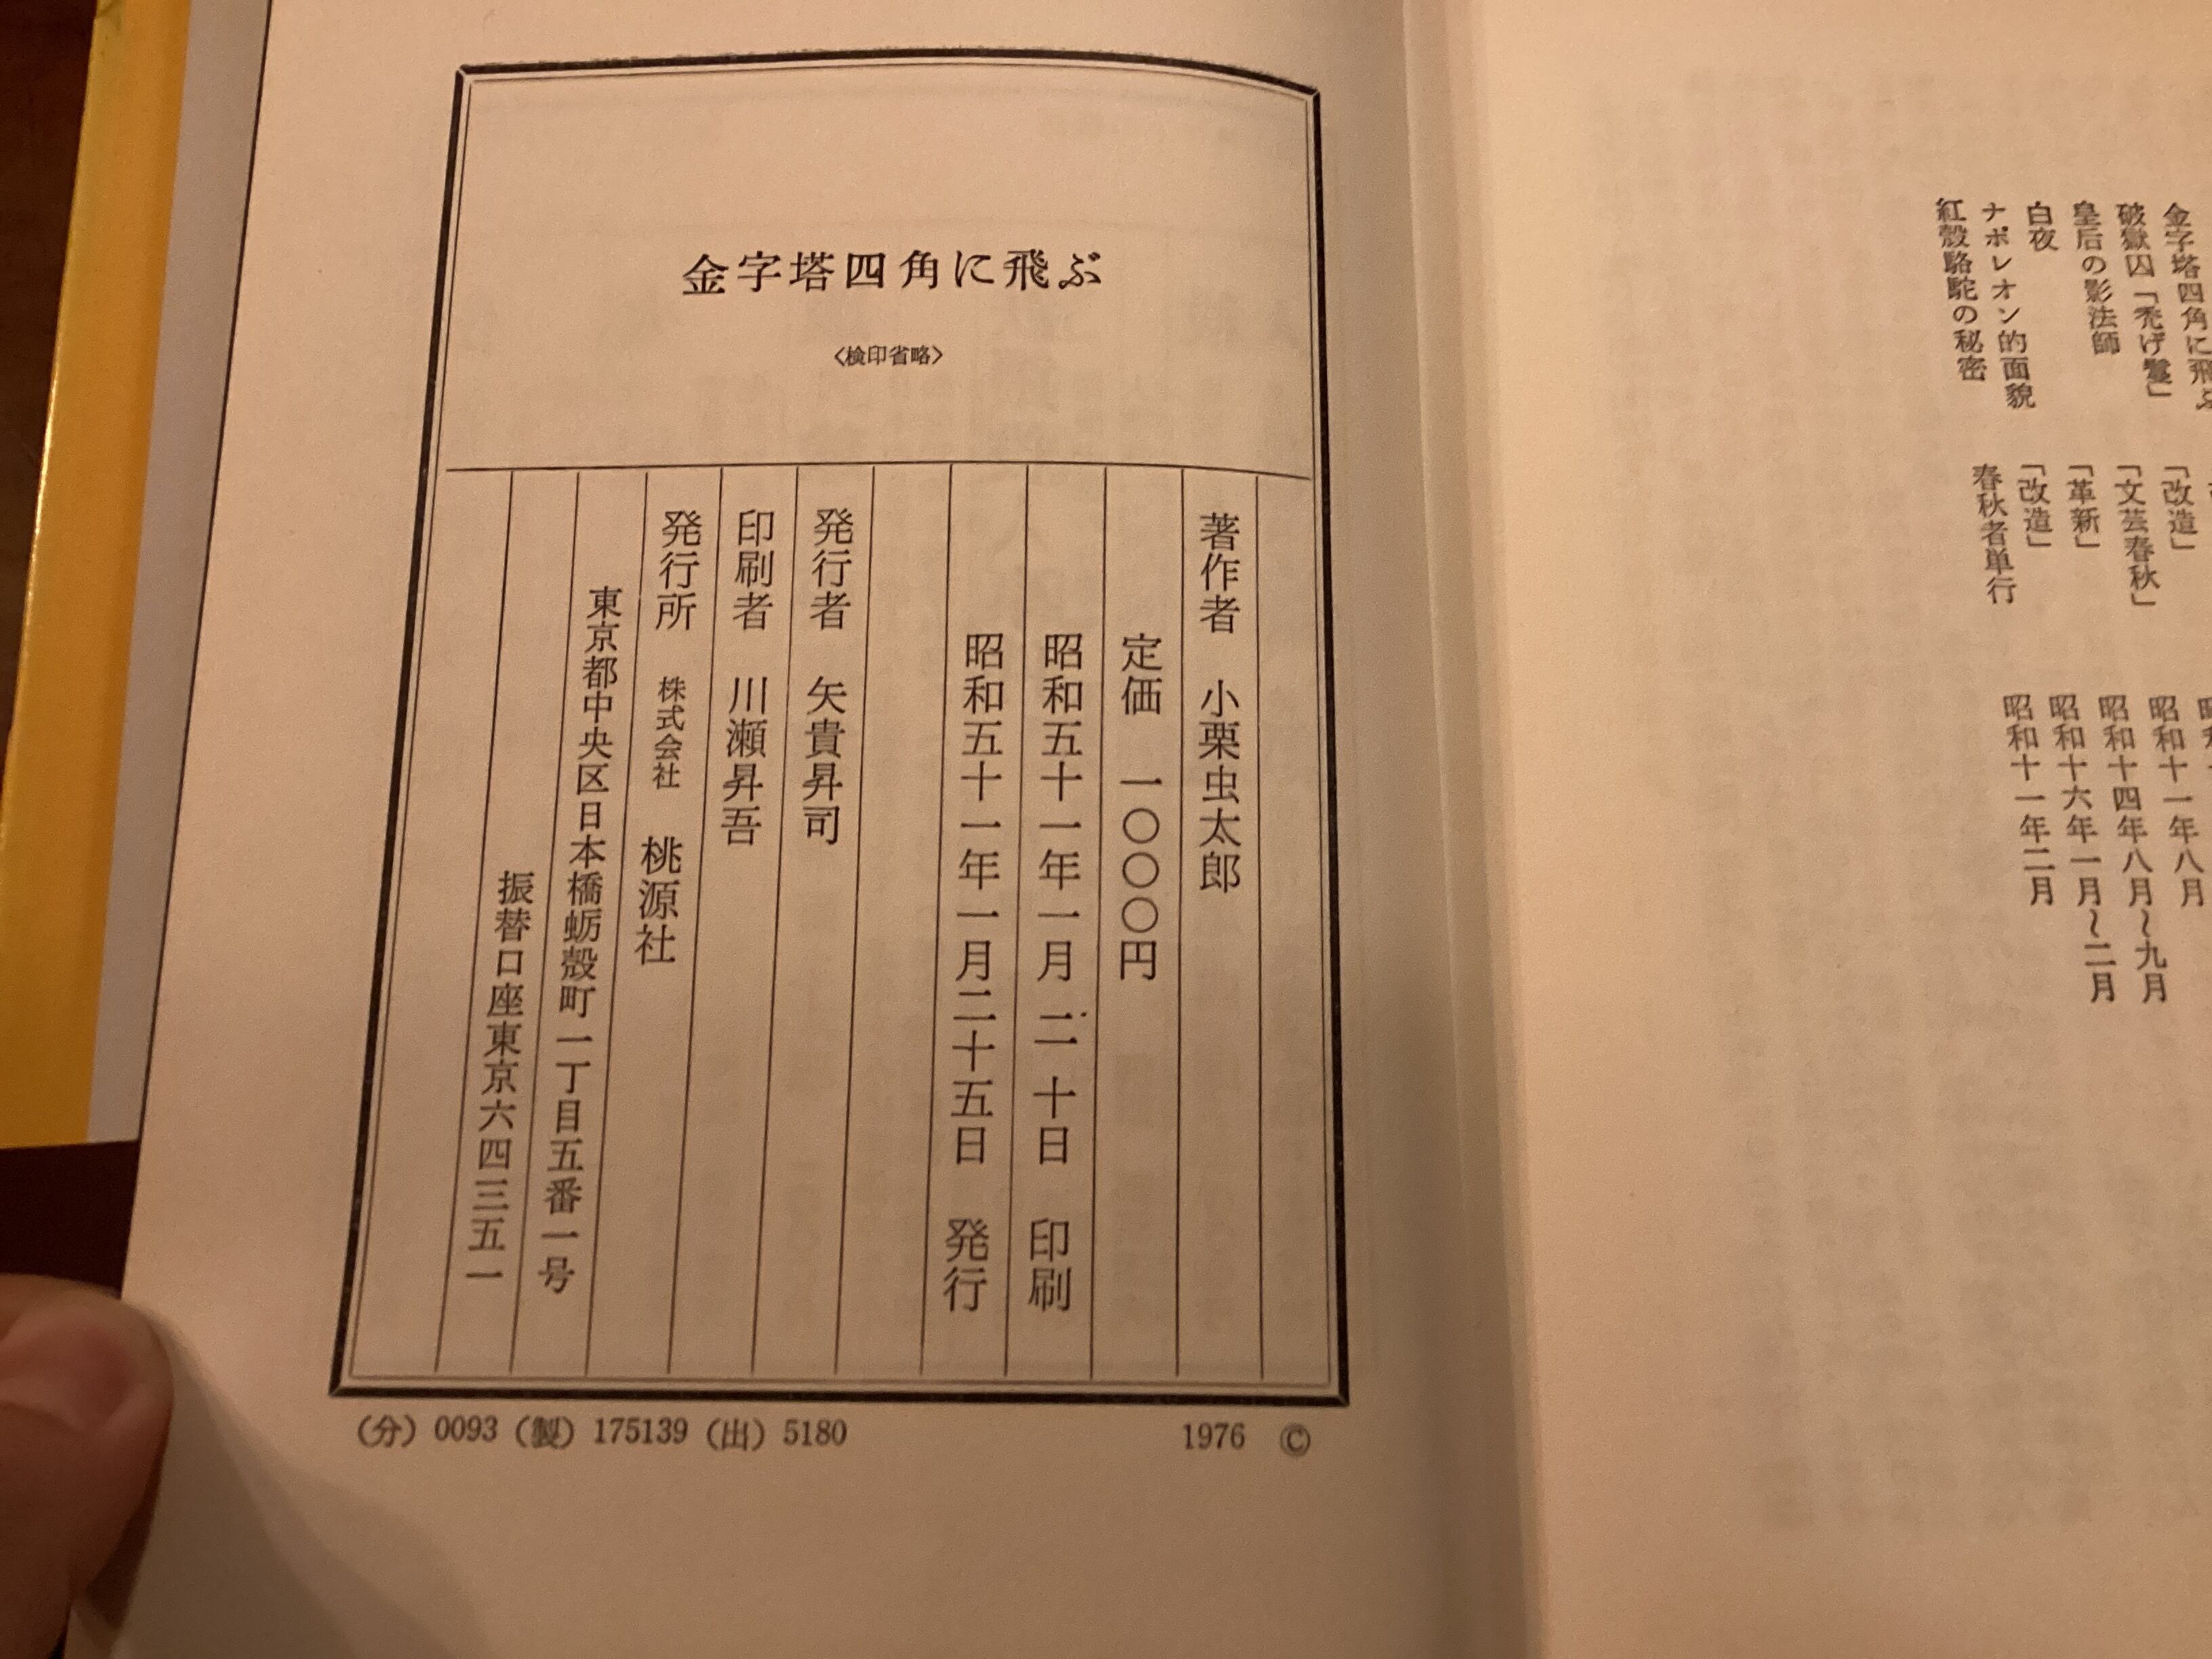 金字塔四角に飛ぶ
破獄囚「禿げ鬘」
「改造」
昭和十一年八月
皇后の影法師
「文芸春秋」
昭和十四年八月〜九月
白夜
「革新」
昭和十六年一月〜二月
ナポレオン的面貌
「改造」
昭和十一年二月
紅殻駱駝の秘密
春秋者単行
金字塔四角に飛ぶ
〈検印省略〉
著作者 小栗虫太郎
定価 一〇〇〇円
昭和五十一年一月二十日 印刷
昭和五十一年一月二十五日 発行
発行者 矢貴昇司
印刷者 川瀬昇吾
発行所 株式会社 桃源社
東京都中央区日本橋蛎殻町一丁目五番一号
振替口座東京六四三五一
(分) 0093 (製) 175139 (出) 5180
1976 ©